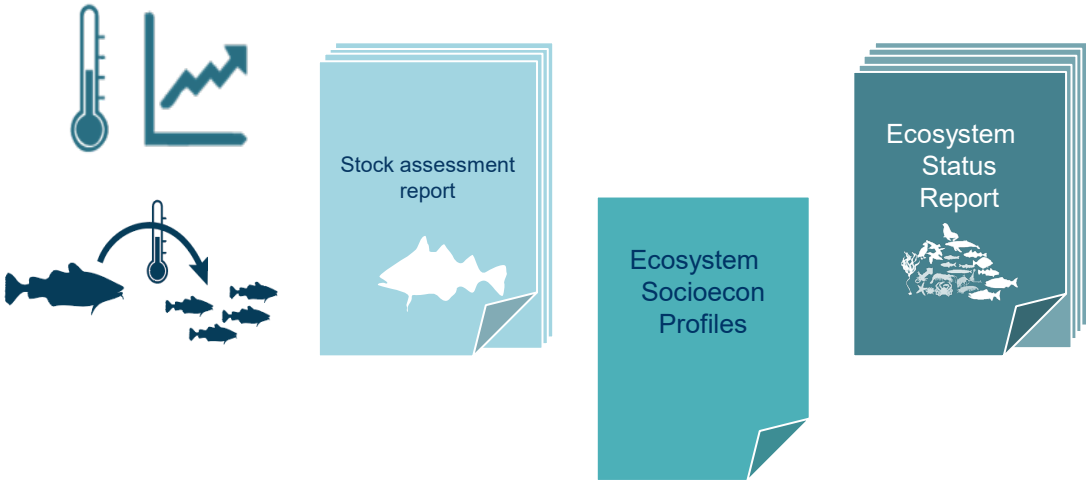 Stock assessment
report
Ecosystem
Socioecon
Profiles
Ecosystem
Status
Report